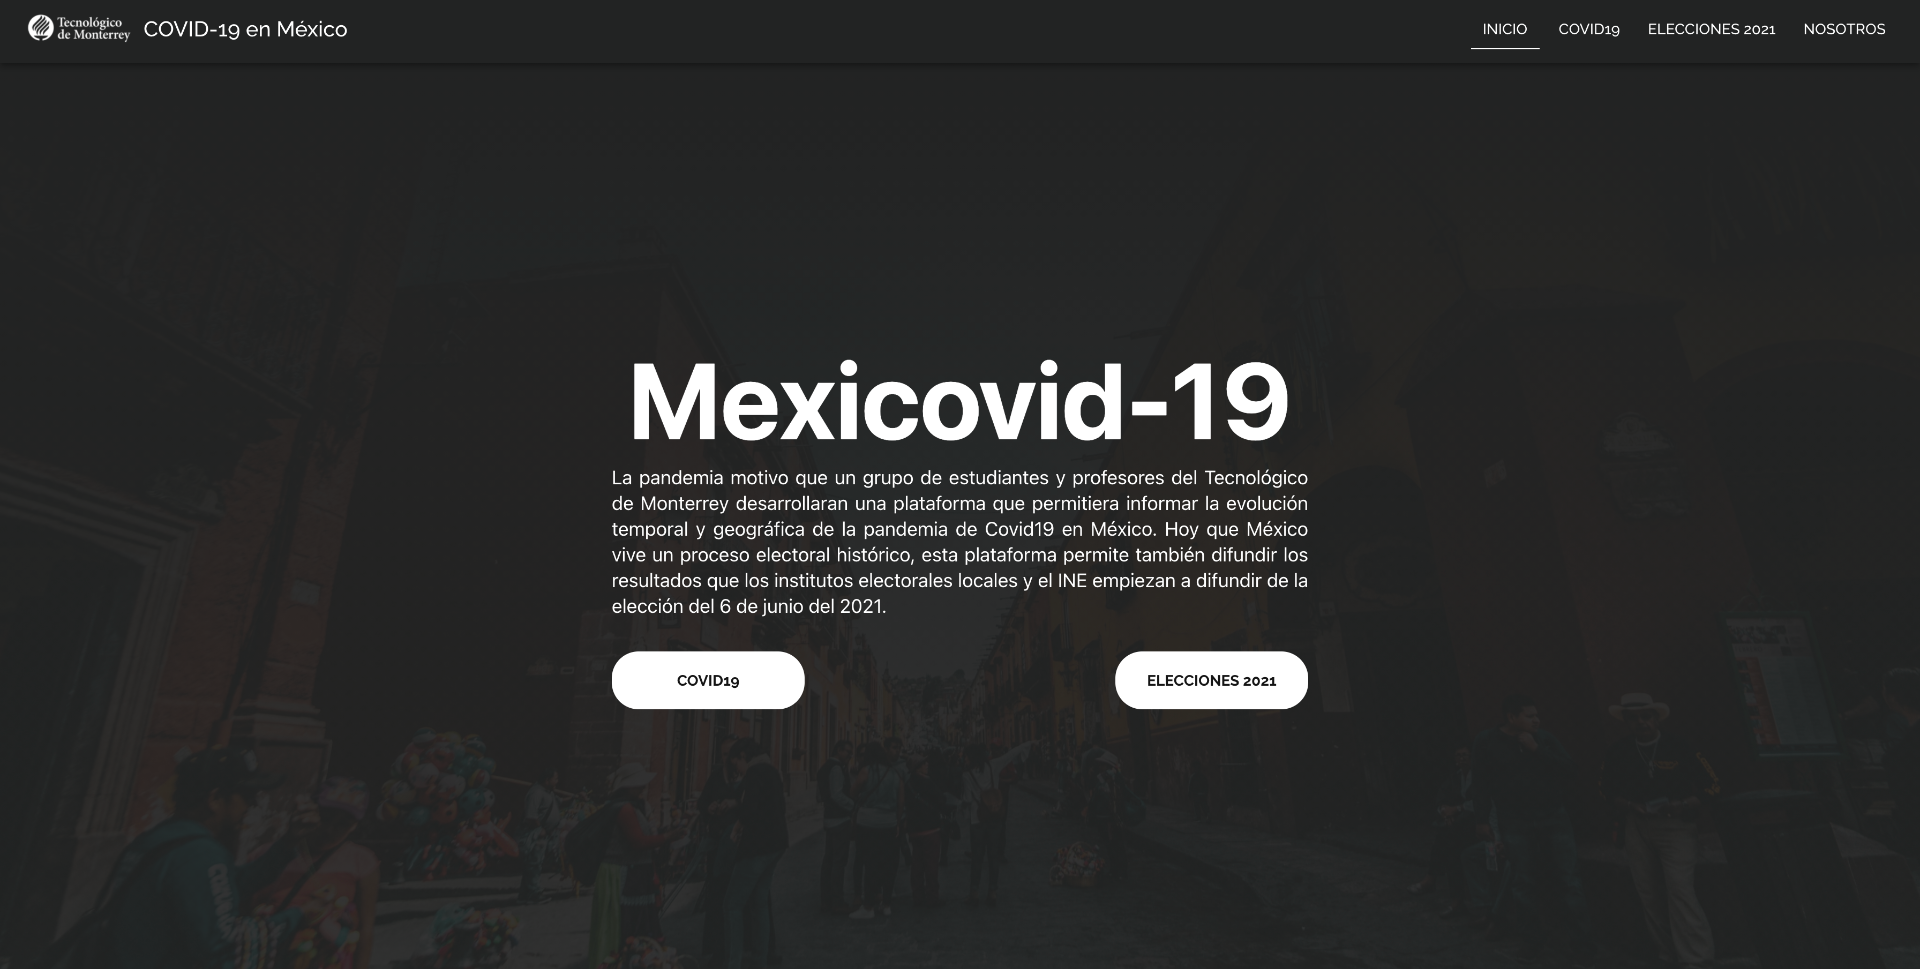 Tecnológico
de Monterrey
COVID-19 en México
INICIO
COVID19
ELECCIONES 2021
NOSOTROS
Mexicovid-19
La pandemia motivo que un grupo de estudiantes y profesores del Tecnológico
de Monterrey desarrollaran una plataforma que permitiera informar la evolución
temporal y geográfica de la pandemia de Covid19 en México. Hoy que México
vive un proceso electoral histórico, esta plataforma permite también difundir los
resultados que los institutos electorales locales y el INE empiezan a difundir de la
elección del 6 de junio del 2021.
COVID19
ELECCIONES 2021